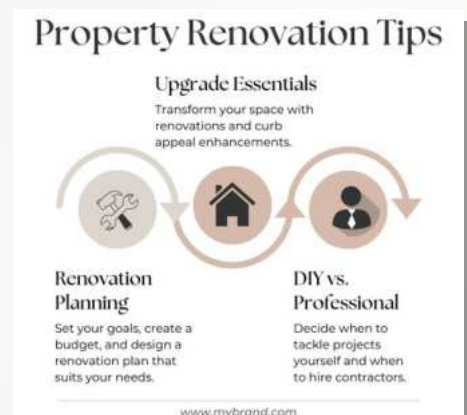 Property Renovation Tips
Upgrade Essentials
Transform your space with
renovations and curb
appeal enhancements.
Renovation
Planning
Set your goals, create a
budget, and design a
renovation plan that
suits your needs.
DIY vs.
Professional
Decide when to
tackle projects
yourself and when
to hire contractors.
www.mybrand.com